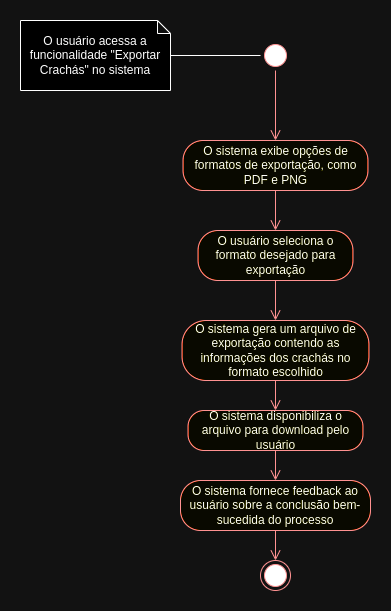 O usuário acessa a
funcionalidade "Exportar
Crachás" no sistema
O sistema exibe opções de
formatos de exportação, como
PDF e PNG
O usuário seleciona o
formato desejado para
exportação
O sistema gera um arquivo de
exportação contendo as
informações dos crachás no
formato escolhido
O sistema disponibiliza o
arquivo para download pelo
usuário
O sistema fornece feedback ao
usuário sobre a conclusão bem-
sucedida do processo